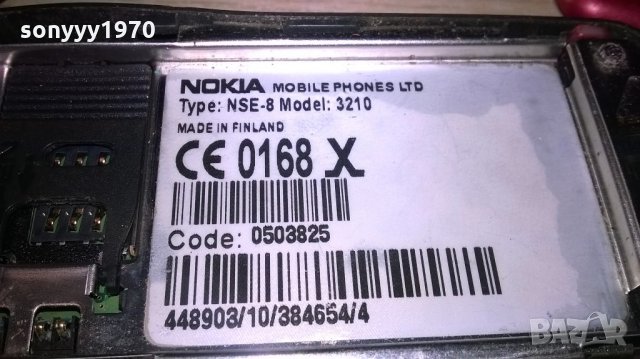 sonyyy1970
NOKIA MOBILE PHONES LTD
Type: NSE-8 Model: 3210
MADE IN FINLAND
CE 0168 X
Code: 0503825
448903/10/384654/4
BAZAR